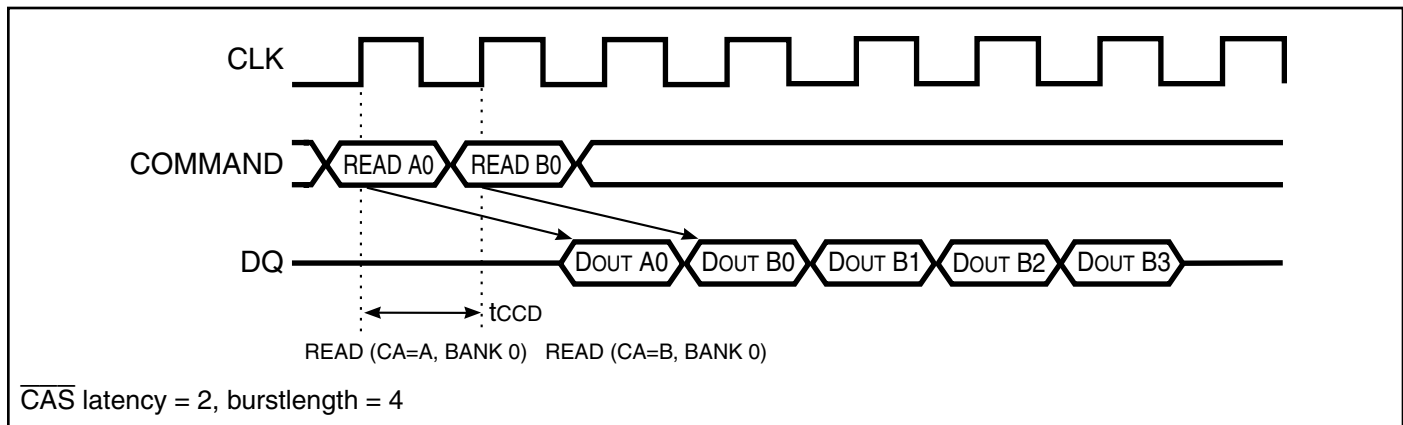 CLK
COMMAND READ A0 READ B0
DQ DOUT A0 DOUT B0 DOUT B1 DOUT B2 DOUT B3
tCCD
READ (CA=A, BANK 0) READ (CA=B, BANK 0)
C̅A̅S̅ latency = 2, burstlength = 4